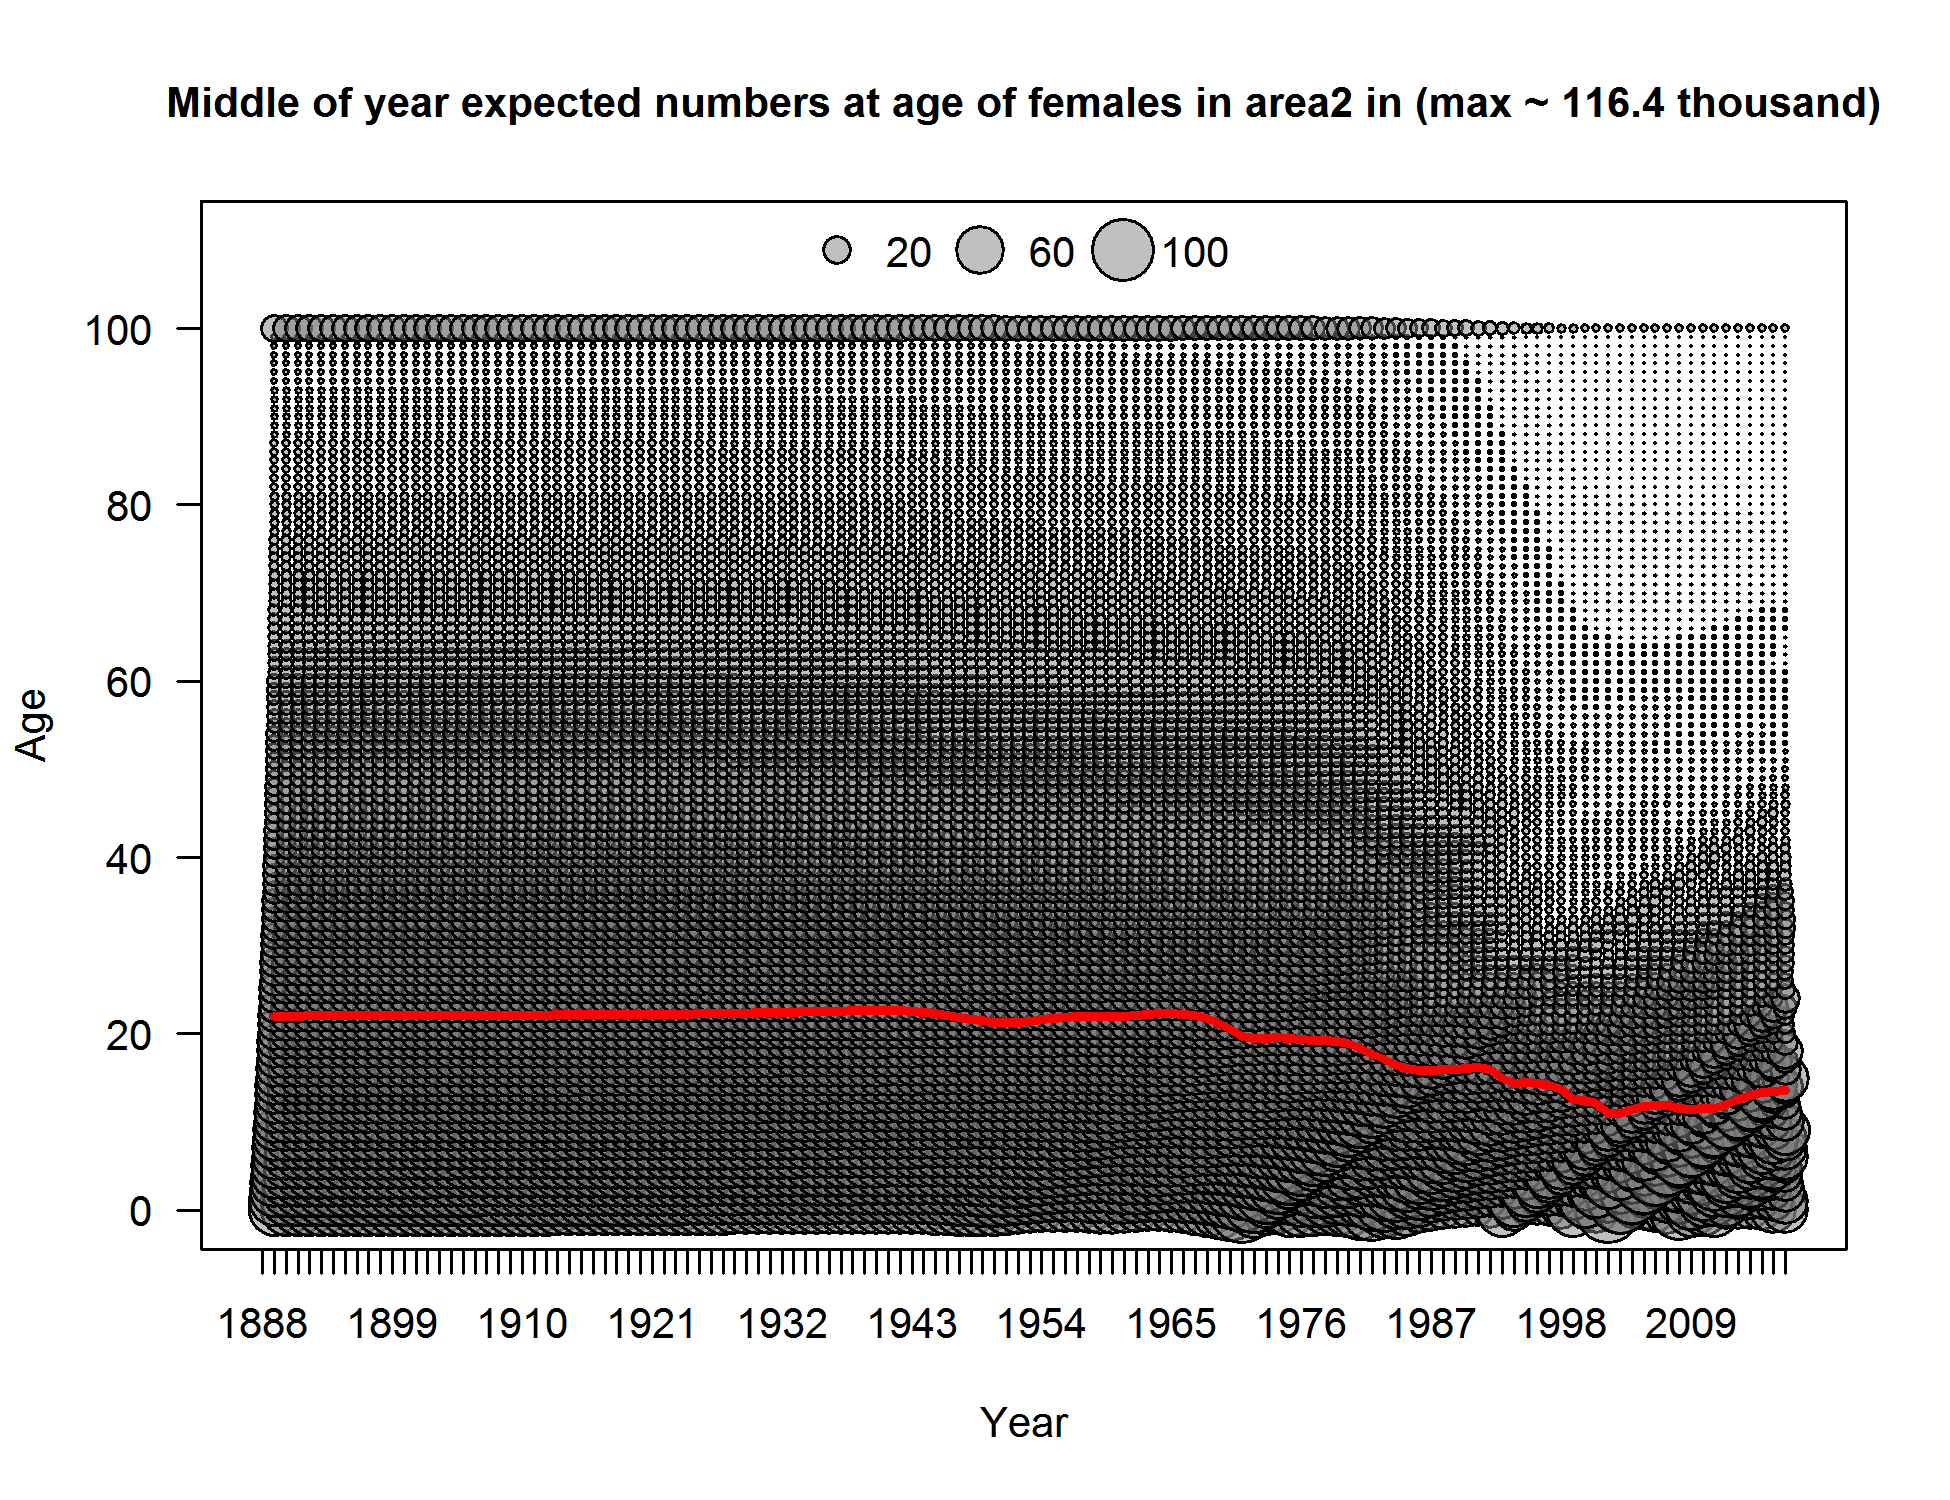 Middle of year expected numbers at age of females in area2 in (max ~ 116.4 thousand)
20 60 100
100
80
60
40
20
0
Age
1888 1899 1910 1921 1932 1943 1954 1965 1976 1987 1998 2009
Year